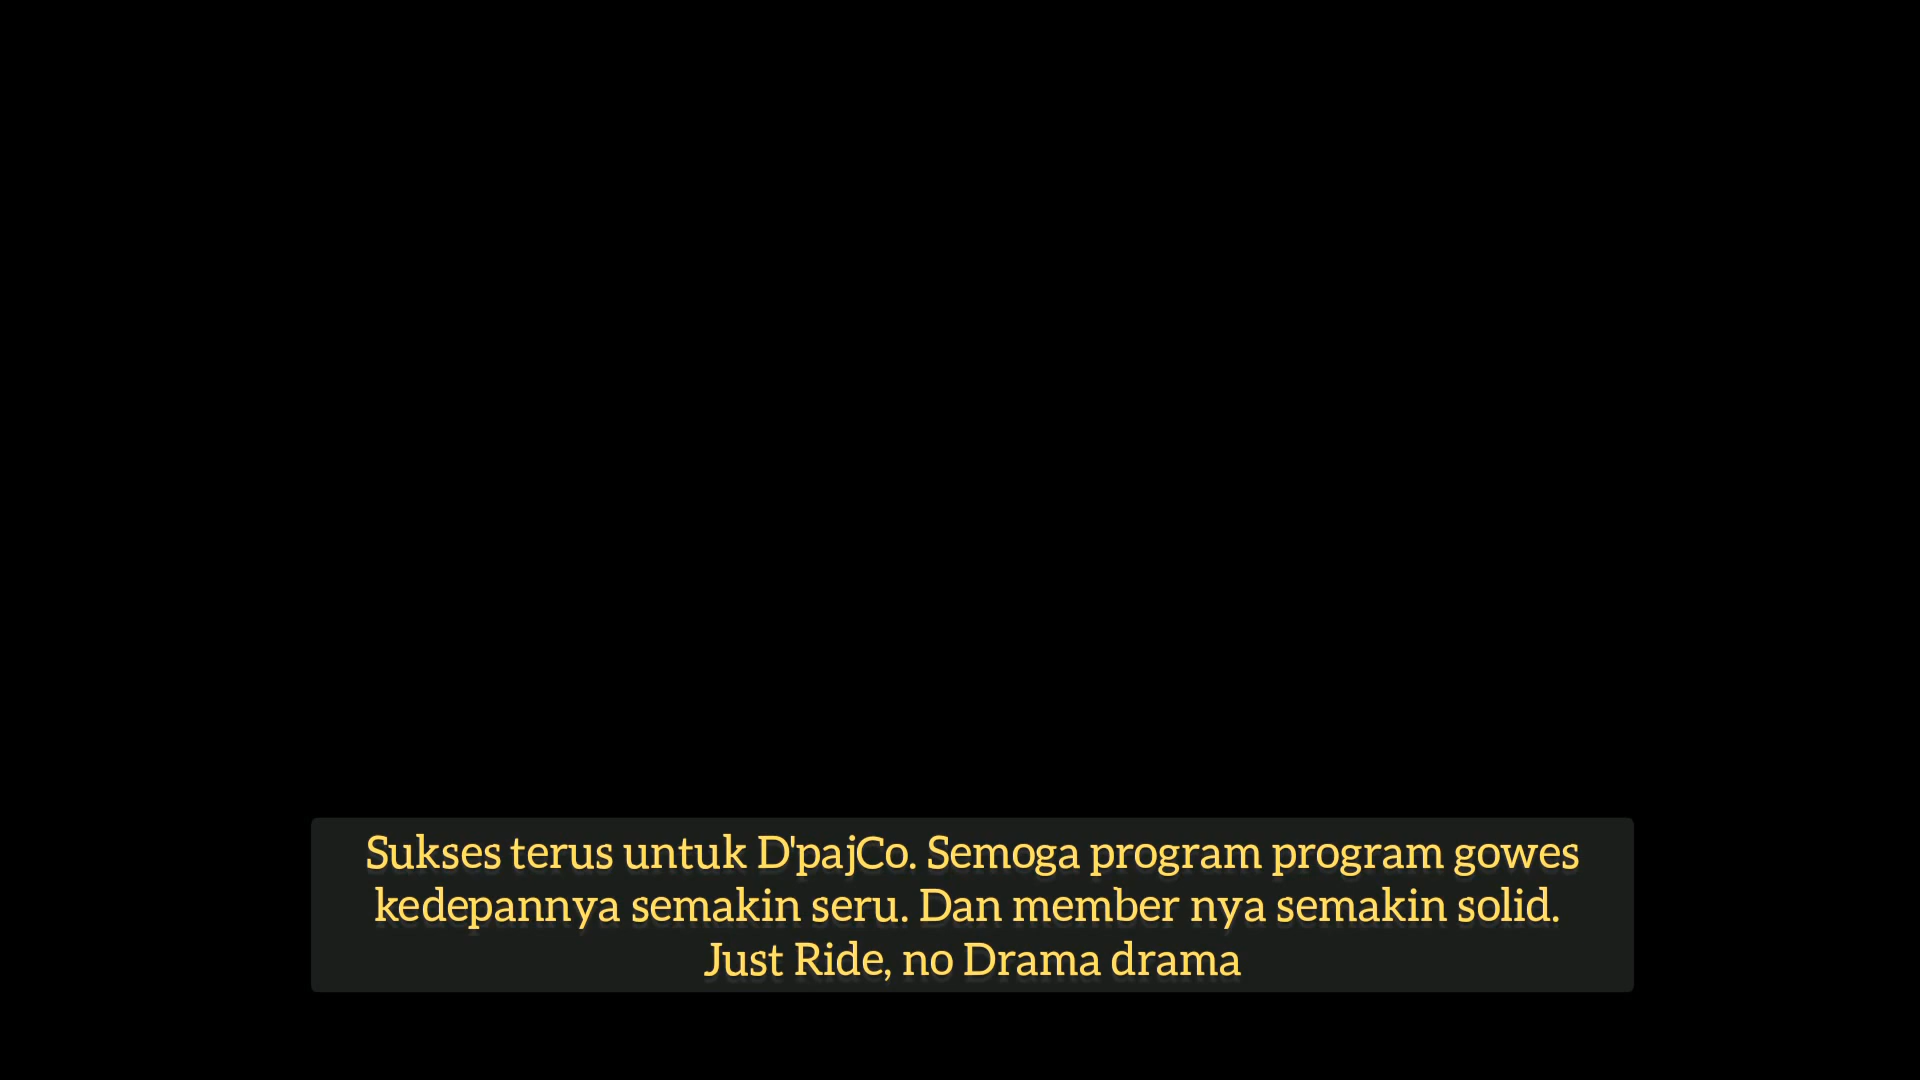 Sukses terus untuk D'pajCo. Semoga program program gowes
kedepannya semakin seru. Dan member nya semakin solid.
Just Ride, no Drama drama